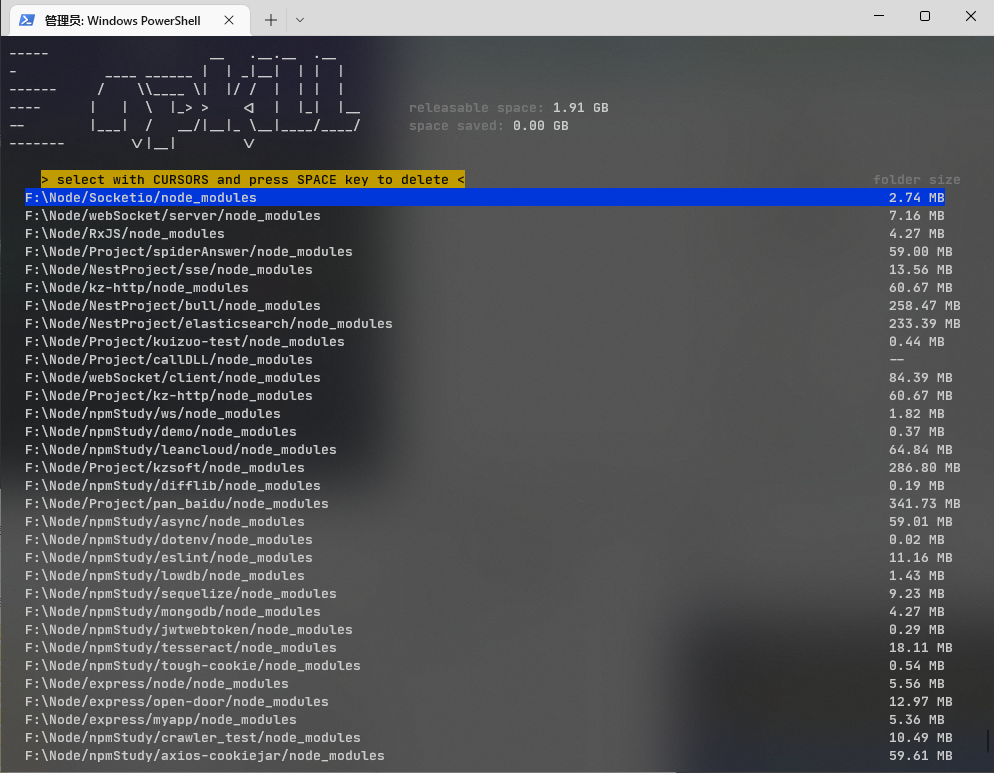 管理员: Windows PowerShell
releasable space: 1.91 GB
space saved: 0.00 GB
> select with CURSORS and press SPACE key to delete < folder size
F:\Node/Socketio/node_modules 2.74 MB
F:\Node/webSocket/server/node_modules 7.16 MB
F:\Node/RxJS/node_modules 4.27 MB
F:\Node/Project/spiderAnswer/node_modules 59.00 MB
F:\Node/NestProject/sse/node_modules 13.56 MB
F:\Node/kz-http/node_modules 60.67 MB
F:\Node/NestProject/bull/node_modules 258.47 MB
F:\Node/NestProject/elasticsearch/node_modules 233.39 MB
F:\Node/Project/kuizuo-test/node_modules 0.44 MB
F:\Node/Project/callDLL/node_modules --
F:\Node/webSocket/client/node_modules 84.39 MB
F:\Node/Project/kz-http/node_modules 60.67 MB
F:\Node/npmStudy/ws/node_modules 1.82 MB
F:\Node/npmStudy/demo/node_modules 0.37 MB
F:\Node/npmStudy/leancloud/node_modules 64.84 MB
F:\Node/Project/kzsoft/node_modules 286.80 MB
F:\Node/npmStudy/difflib/node_modules 0.19 MB
F:\Node/Project/pan_baidu/node_modules 341.73 MB
F:\Node/npmStudy/async/node_modules 59.01 MB
F:\Node/npmStudy/dotenv/node_modules 0.02 MB
F:\Node/npmStudy/eslint/node_modules 11.16 MB
F:\Node/npmStudy/lowdb/node_modules 1.43 MB
F:\Node/npmStudy/sequelize/node_modules 9.23 MB
F:\Node/npmStudy/mongodb/node_modules 4.27 MB
F:\Node/npmStudy/jwtwebtoken/node_modules 0.29 MB
F:\Node/npmStudy/tesseract/node_modules 18.11 MB
F:\Node/npmStudy/tough-cookie/node_modules 0.54 MB
F:\Node/express/node/node_modules 5.56 MB
F:\Node/express/open-door/node_modules 12.97 MB
F:\Node/express/myapp/node_modules 5.36 MB
F:\Node/npmStudy/crawler_test/node_modules 10.49 MB
F:\Node/npmStudy/axios-cookiejar/node_modules 59.61 MB